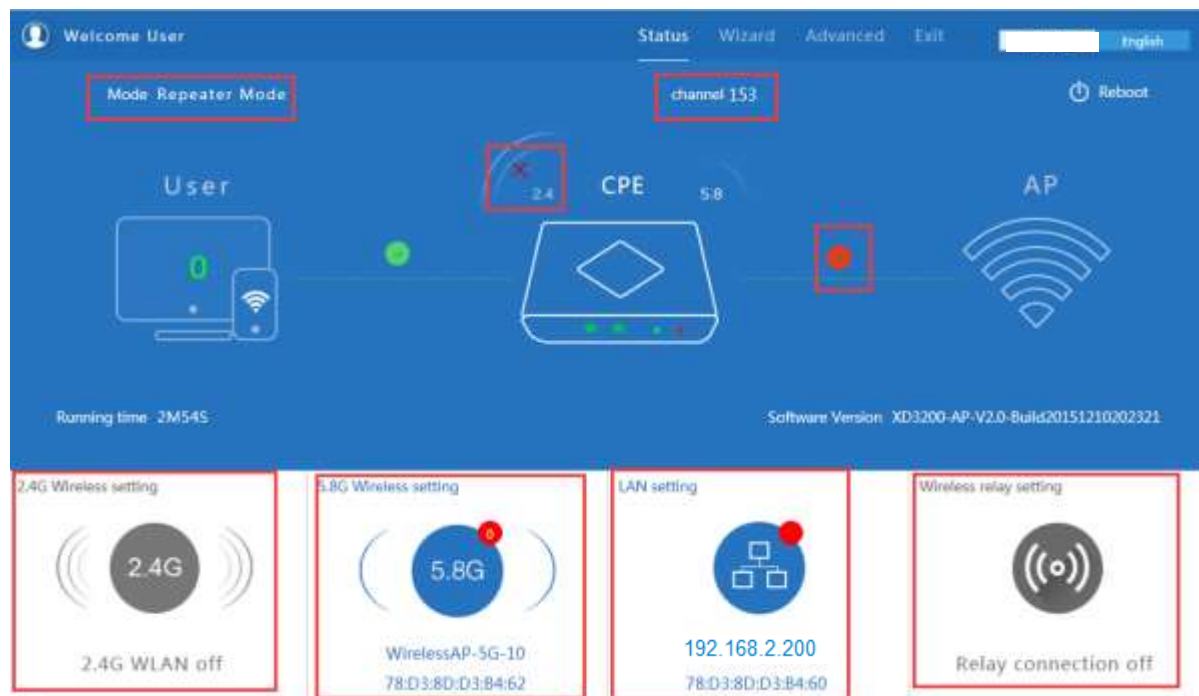 Welcome User
Status Wizard Advanced Exit English
Mode Repeater Mode
channel 153
Reboot
2.4
CPE
5.8
User
AP
0
Running time 2M54S
Software Version XD3200-AP-V2.0-Build20151210202321
2.4G Wireless setting
5.8G Wireless setting
LAN setting
Wireless relay setting
0
2.4G
5.8G
2.4G WLAN off
WirelessAP-5G-10
78:D3:8D:D3:B4:62
192.168.2.200
78:D3:8D:D3:B4:60
Relay connection off